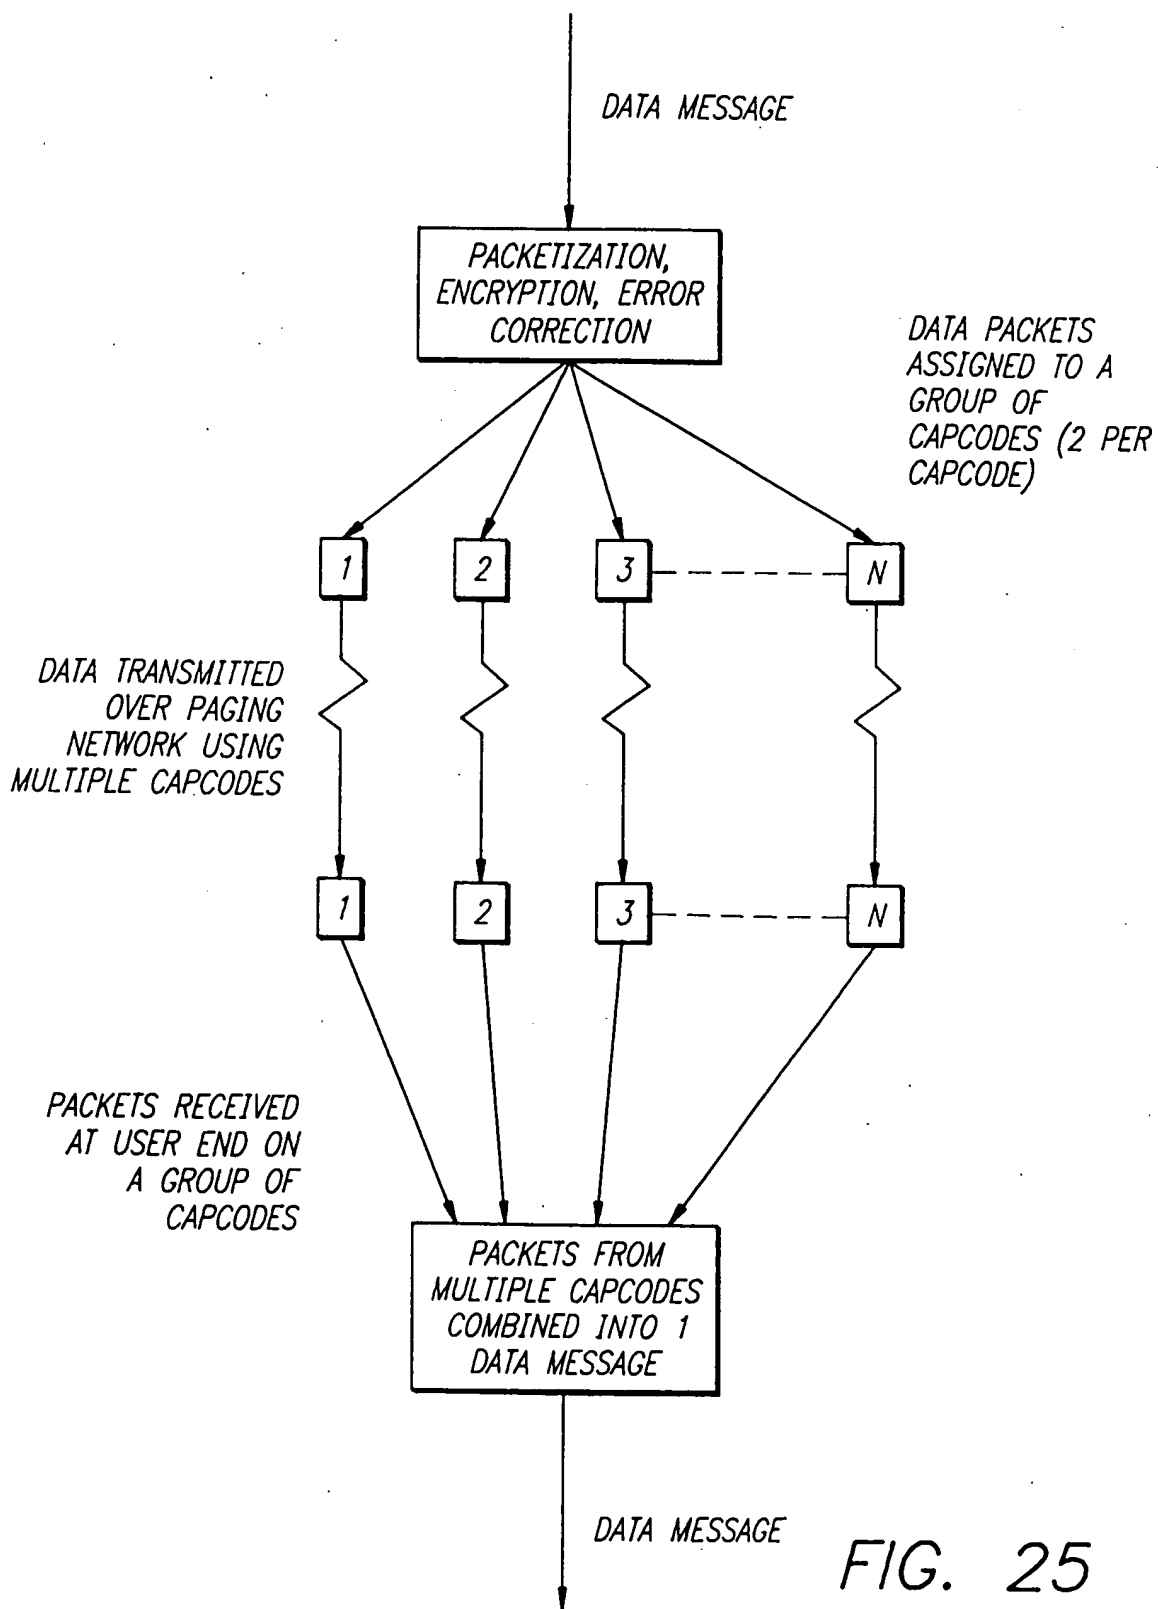 DATA MESSAGE
PACKETIZATION,
ENCRYPTION, ERROR
CORRECTION
DATA PACKETS
ASSIGNED TO A
GROUP OF
CAPCODES (2 PER
CAPCODE)
1
2
3
N
DATA TRANSMITTED
OVER PAGING
NETWORK USING
MULTIPLE CAPCODES
1
2
3
N
PACKETS RECEIVED
AT USER END ON
A GROUP OF
CAPCODES
PACKETS FROM
MULTIPLE CAPCODES
COMBINED INTO 1
DATA MESSAGE
DATA MESSAGE
FIG. 25